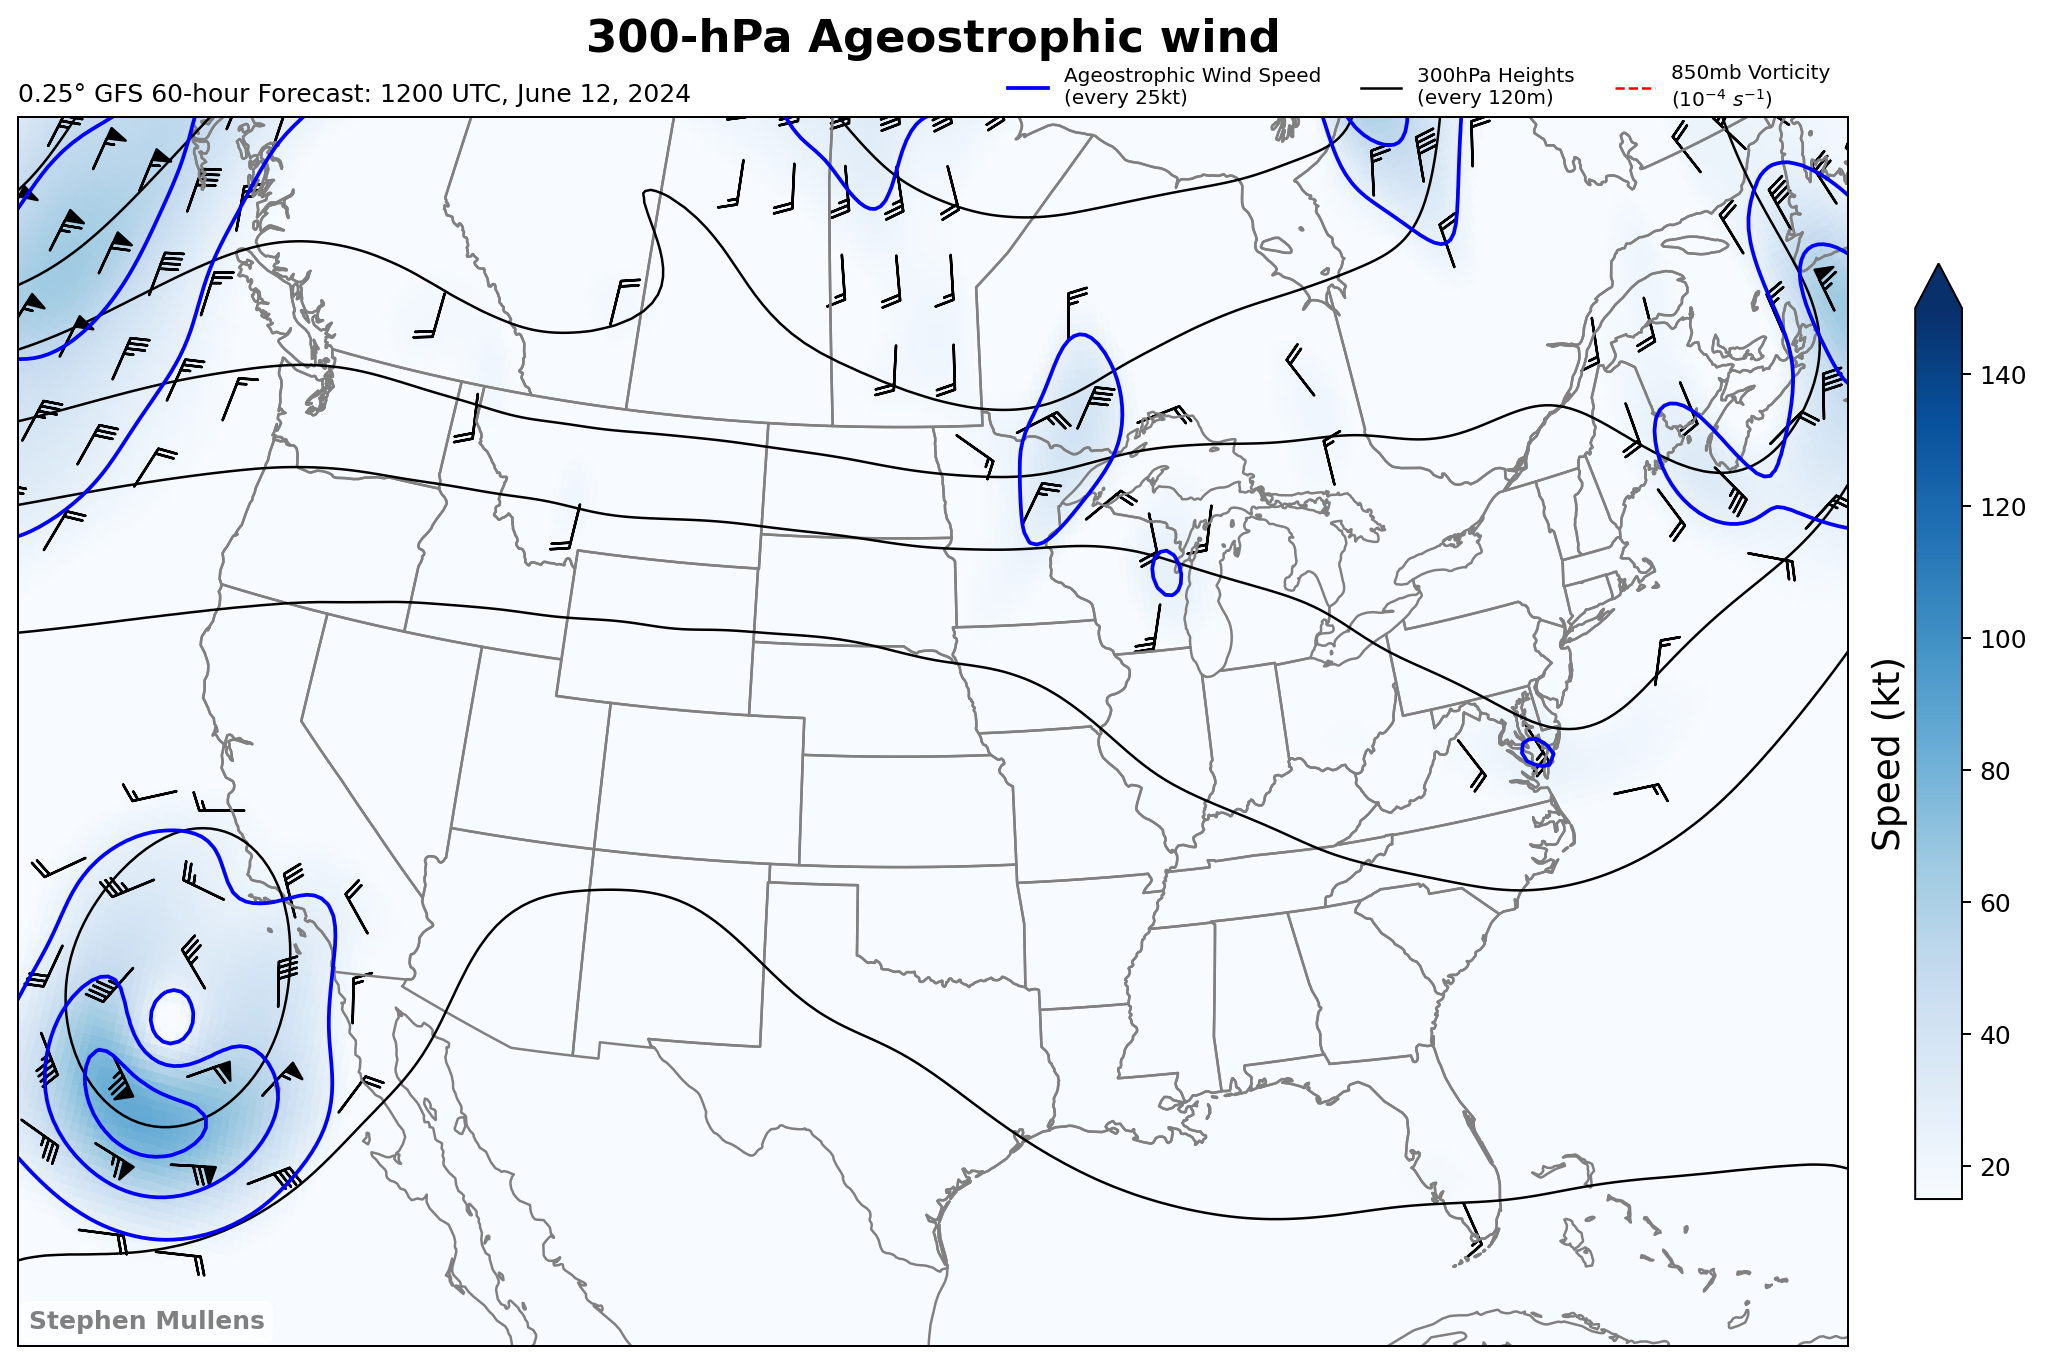 300-hPa Ageostrophic wind
0.25° GFS 60-hour Forecast: 1200 UTC, June 12, 2024
Ageostrophic Wind Speed
(every 25kt)
300hPa Heights
(every 120m)
850mb Vorticity
(10⁻⁴ s⁻¹)
140
120
100
80
60
40
20
Speed (kt)
Stephen Mullens